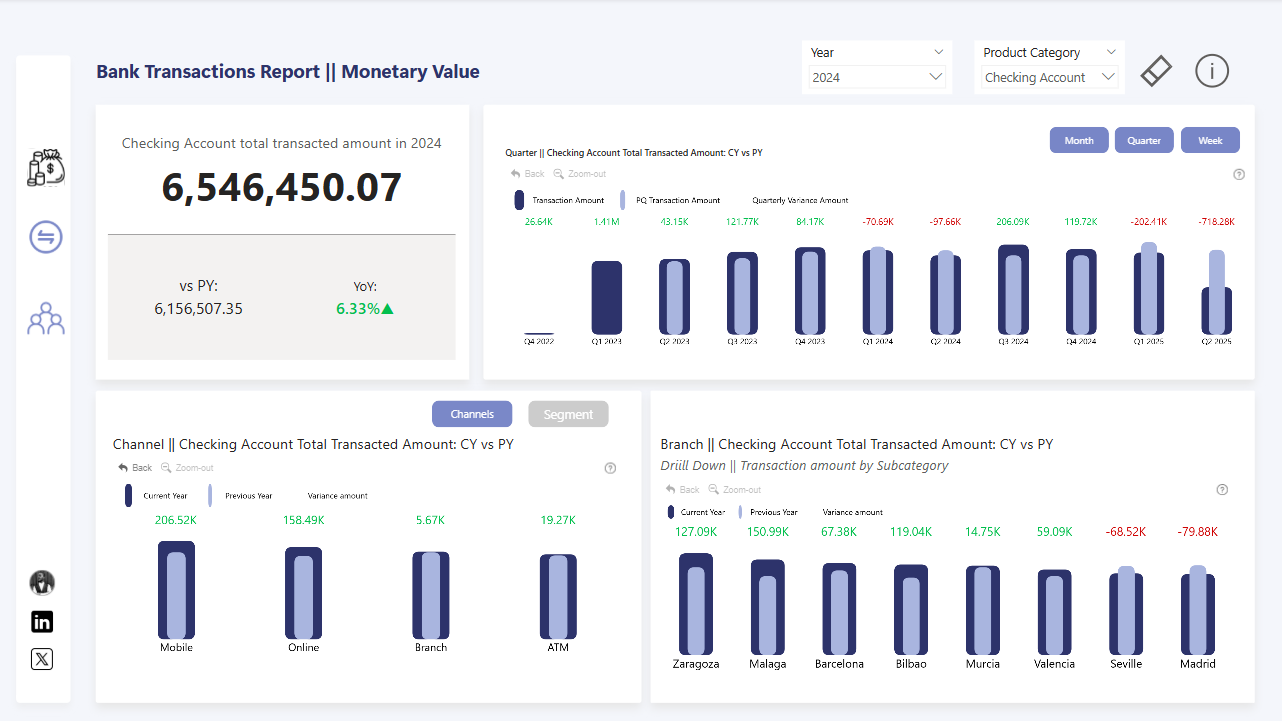 Bank Transactions Report || Monetary Value
Year
2024
Product Category
Checking Account
Checking Account total transacted amount in 2024
6,546,450.07
vs PY:
6,156,507.35
YoY:
6.33%▲
Month
Quarter
Week
Quarter || Checking Account Total Transacted Amount: CY vs PY
Back Zoom-out
Transaction Amount PQ Transaction Amount Quarterly Variance Amount
26.64K 1.41M 43.15K 121.77K 84.17K -70.69K -97.66K 206.09K 119.72K -202.41K -718.28K
Q4 2022 Q1 2023 Q2 2023 Q3 2023 Q4 2023 Q1 2024 Q2 2024 Q3 2024 Q4 2024 Q1 2025 Q2 2025
Channels
Segment
Channel || Checking Account Total Transacted Amount: CY vs PY
Back Zoom-out
Current Year Previous Year Variance amount
206.52K 158.49K 5.67K 19.27K
Mobile Online Branch ATM
Branch || Checking Account Total Transacted Amount: CY vs PY
Driill Down || Transaction amount by Subcategory
Back Zoom-out
Current Year Previous Year Variance amount
127.09K 150.99K 67.38K 119.04K 14.75K 59.09K -68.52K -79.88K
Zaragoza Malaga Barcelona Bilbao Murcia Valencia Seville Madrid